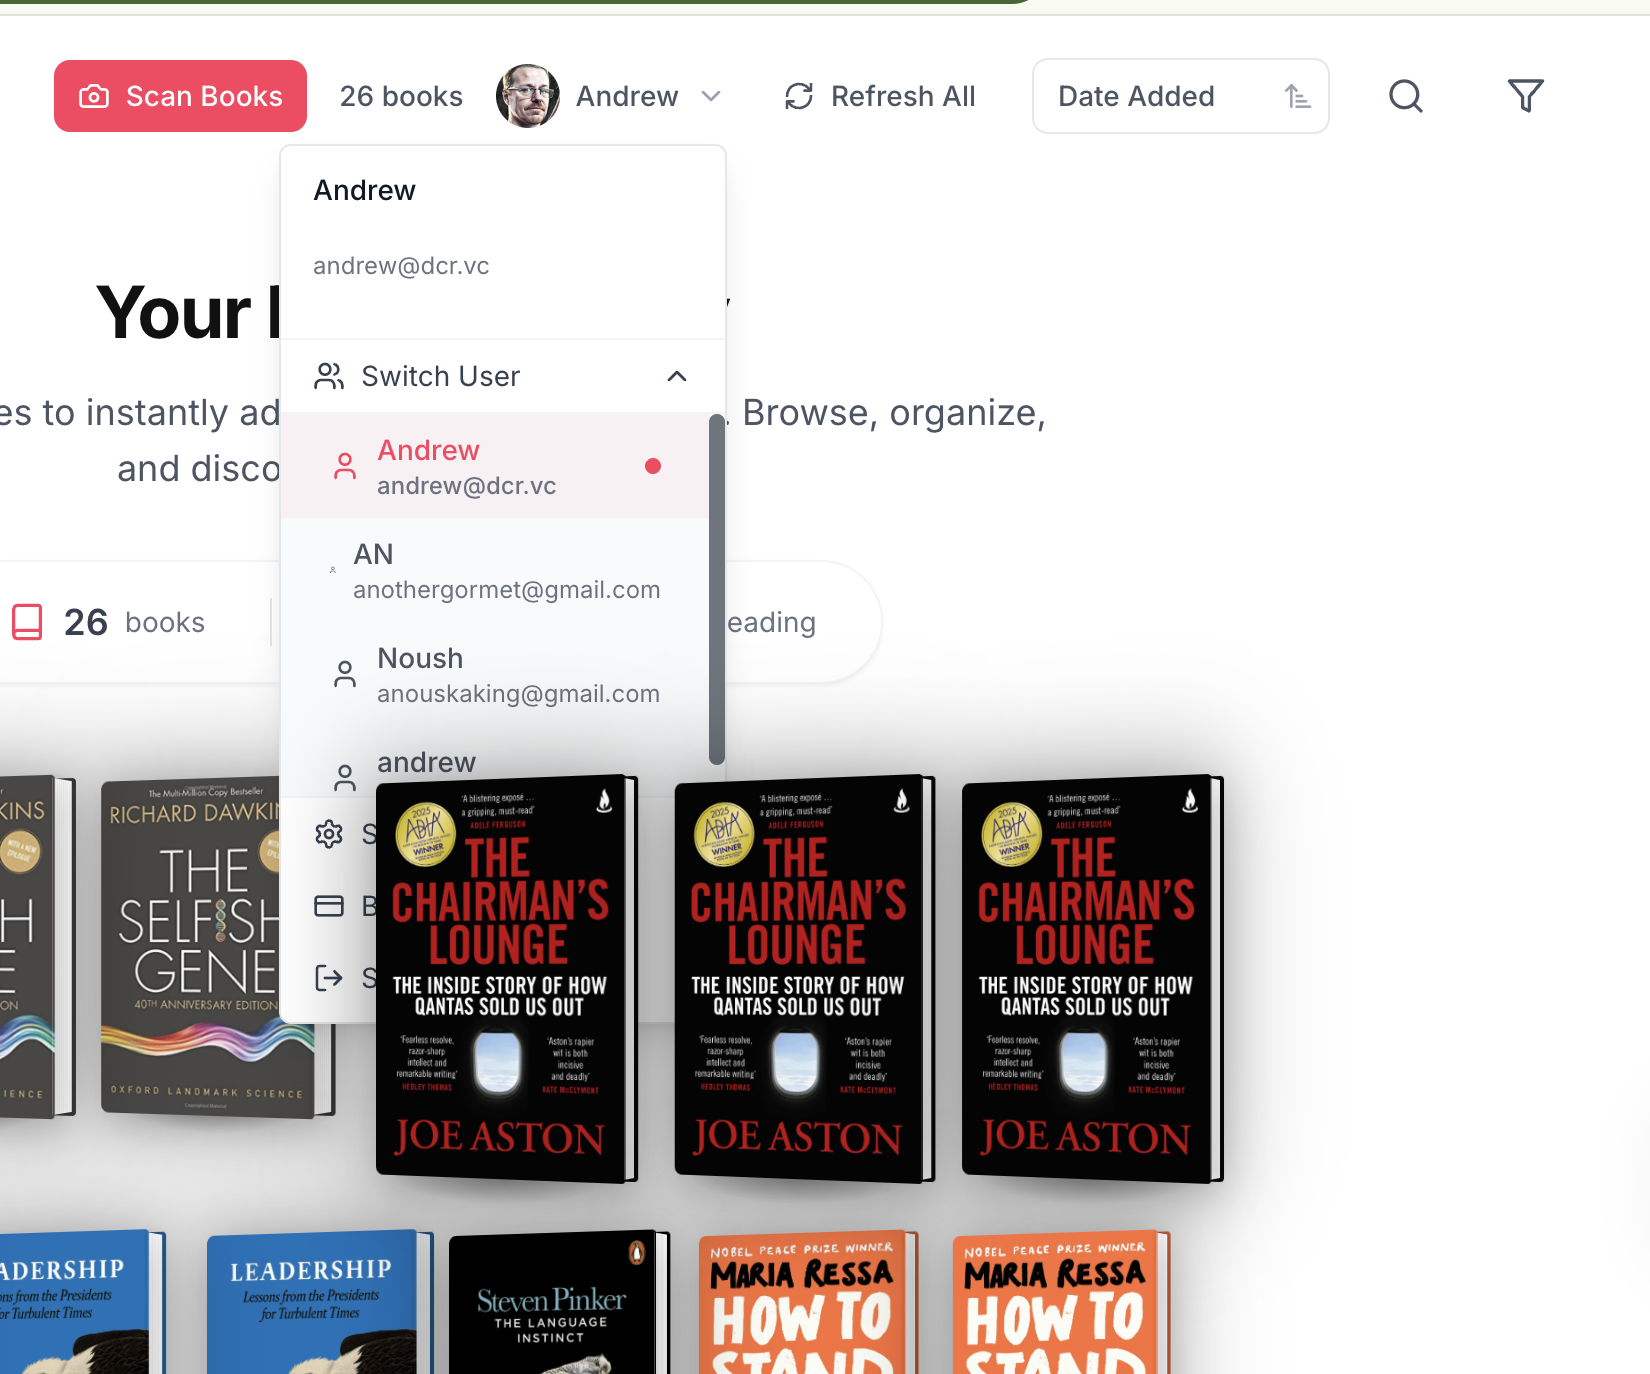 Scan Books
26 books
Andrew
Refresh All
Date Added
Andrew
andrew@dcr.vc
Your
Switch User
es to instantly ad
. Browse, organize,
and disco
Andrew
andrew@dcr.vc
AN
anothergormet@gmail.com
26 books
eading
Noush
anouskaking@gmail.com
andrew
S
B
S
KINS
WITH A NEW EPILOGUE
H
E
ON
IENCE
The Multi-Million Copy Bestseller
RICHARD DAWKIN
THE
SELFISH
GENE
40TH ANNIVERSARY EDITION
OXFORD LANDMARK SCIENCE
'A blistering exposé ...
a gripping, must-read'
ADELE FERGUSON
2025
ABIA
WINNER
THE
CHAIRMAN'S
LOUNGE
THE INSIDE STORY OF HOW
QANTAS SOLD US OUT
'Fearless resolve,
razor-sharp
intellect and
remarkable writing'
HEDLEY THOMAS
'Aston's rapier
wit is both
incisive
and deadly'
KATE McCLYMONT
JOE ASTON
'A blistering exposé ...
a gripping, must-read'
ADELE FERGUSON
2025
ABIA
WINNER
THE
CHAIRMAN'S
LOUNGE
THE INSIDE STORY OF HOW
QANTAS SOLD US OUT
'Fearless resolve,
razor-sharp
intellect and
remarkable writing'
HEDLEY THOMAS
'Aston's rapier
wit is both
incisive
and deadly'
KATE McCLYMONT
JOE ASTON
'A blistering exposé ...
a gripping, must-read'
ADELE FERGUSON
2025
ABIA
WINNER
THE
CHAIRMAN'S
LOUNGE
THE INSIDE STORY OF HOW
QANTAS SOLD US OUT
'Fearless resolve,
razor-sharp
intellect and
remarkable writing'
HEDLEY THOMAS
'Aston's rapier
wit is both
incisive
and deadly'
KATE McCLYMONT
JOE ASTON
ADERSHIP
ons from the Presidents
or Turbulent Times
LEADERSHIP
Lessons from the Presidents
for Turbulent Times
Steven Pinker
THE LANGUAGE
INSTINCT
NOBEL PEACE PRIZE WINNER
MARIA RESSA
HOW TO
STAND
NOBEL PEACE PRIZE WINNER
MARIA RESSA
HOW TO
STAND